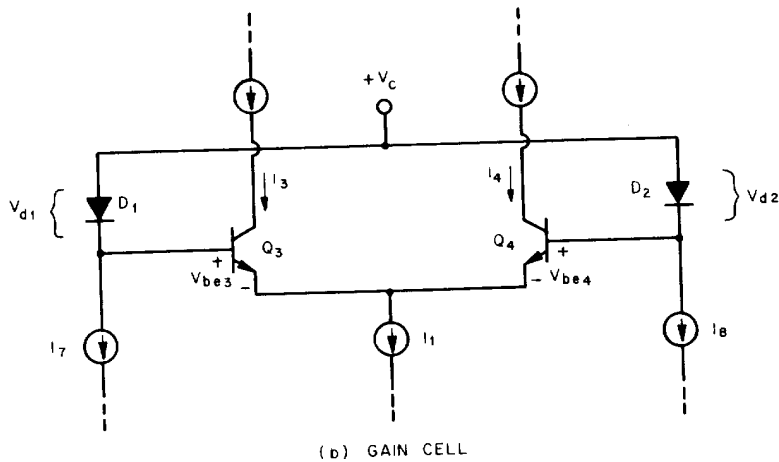 + Vc
I3
I4
Vd1 { D1
D2 } Vd2
Q3
Q4
+
+
Vbe3
Vbe4
-
-
I7
I1
I8
(b) GAIN CELL